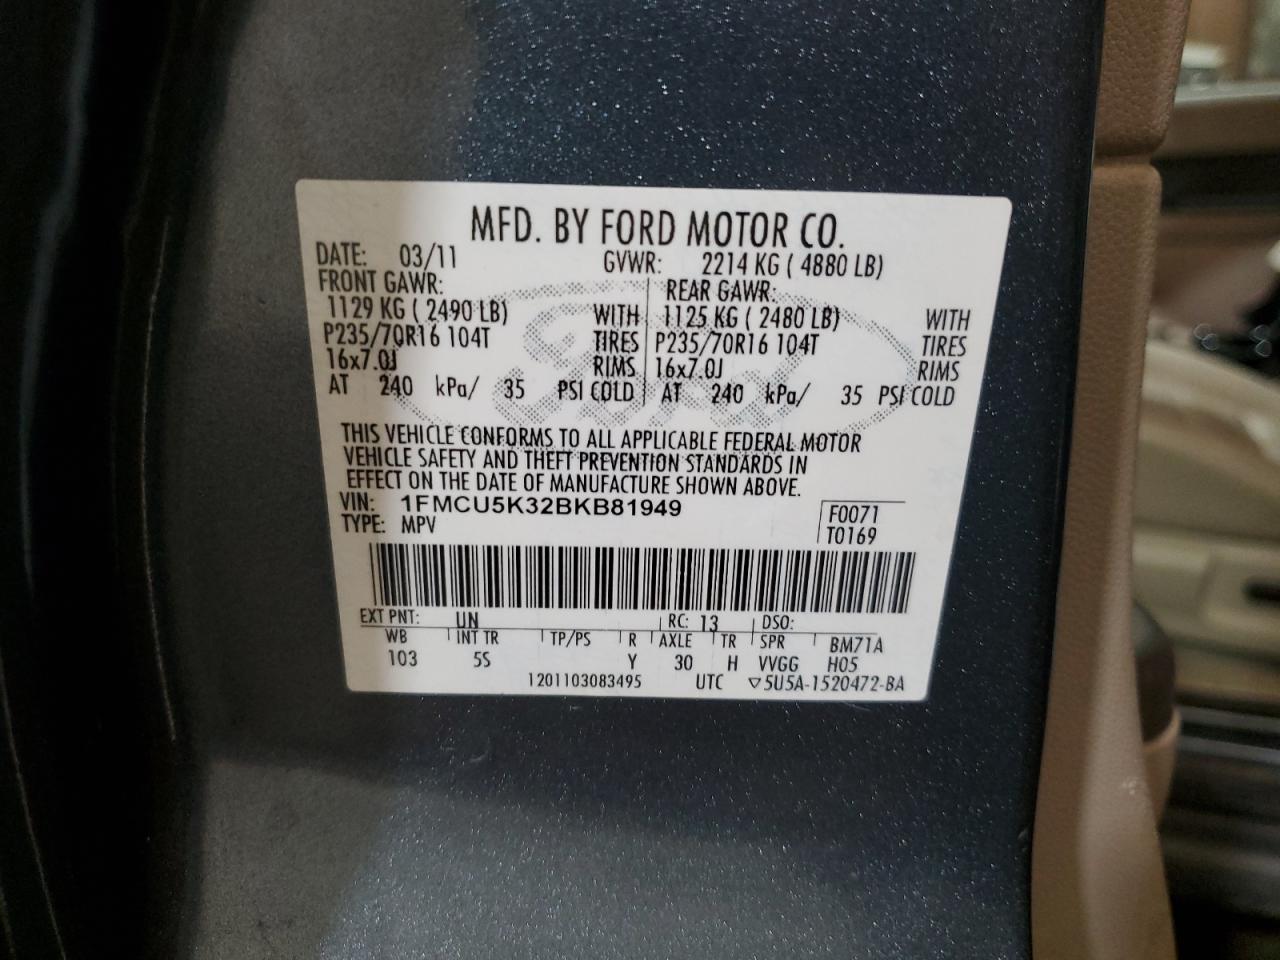 MFD. BY FORD MOTOR CO.
DATE: 03/11 GVWR: 2214 KG ( 4880 LB)
FRONT GAWR: REAR GAWR:
1129 KG ( 2490 LB) WITH 1125 KG ( 2480 LB) WITH
P235/70R16 104T TIRES P235/70R16 104T TIRES
16x7.0J RIMS 16x7.0J RIMS
AT 240 kPa/ 35 PSI COLD AT 240 kPa/ 35 PSI COLD
Ford
THIS VEHICLE CONFORMS TO ALL APPLICABLE FEDERAL MOTOR
VEHICLE SAFETY AND THEFT PREVENTION STANDARDS IN
EFFECT ON THE DATE OF MANUFACTURE SHOWN ABOVE.
VIN: 1FMCU5K32BKB81949 F0071
TYPE: MPV T0169
EXT PNT: UN RC: 13 DSO:
WB INT TR TP/PS R AXLE TR SPR BM71A
103 5S Y 30 H VVGG H05
1201103083495 UTC ▽5U5A-1520472-BA